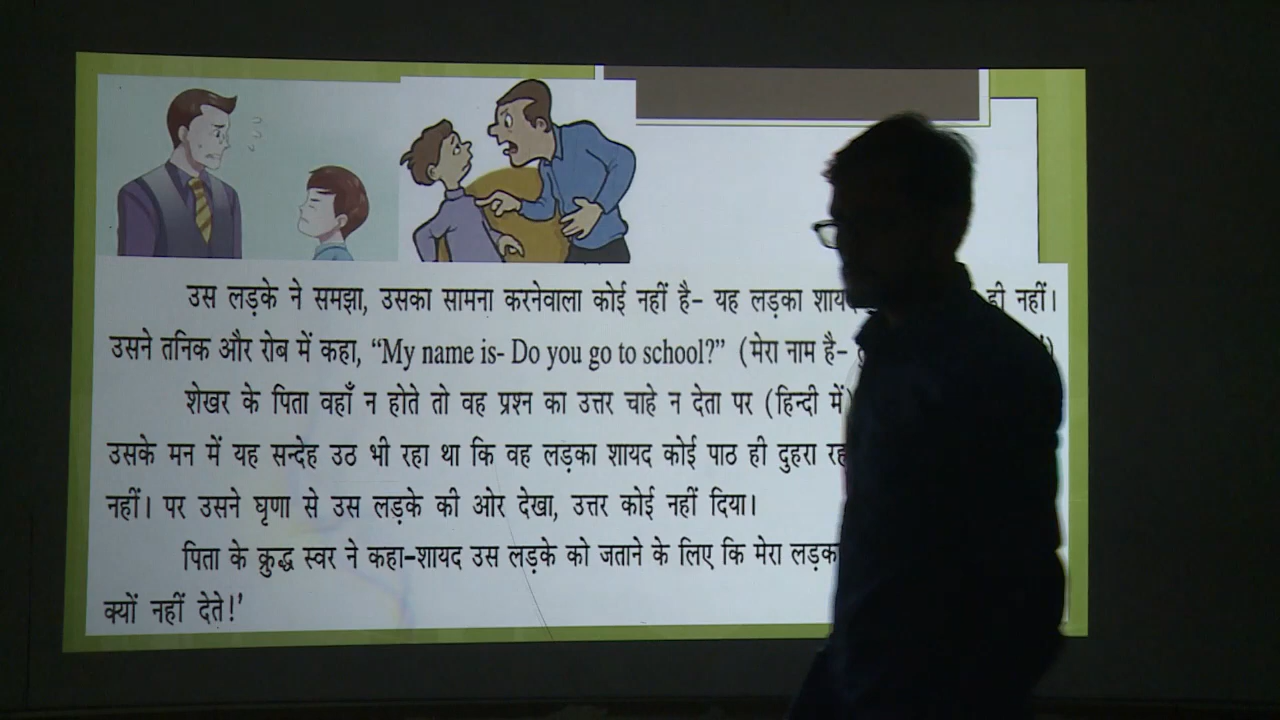 उस लड़के ने समझा, उसका सामना करनेवाला कोई नहीं है- यह लड़का ही नहीं।
उसने तनिक और रोब में कहा, “My name is- Do you go to school?” (मेरा नाम है-
शेखर के पिता वहाँ न होते तो वह प्रश्न का उत्तर चाहे न देता पर (हिन्दी में)
उसके मन में यह सन्देह उठ भी रहा था कि वह लड़का शायद कोई पाठ ही दुहरा
नहीं। पर उसने घृणा से उस लड़के की ओर देखा, उत्तर कोई नहीं दिया।
पिता के क्रुद्ध स्वर ने कहा-शायद उस लड़के को जताने के लिए कि मेरा
क्यों नहीं देते!’